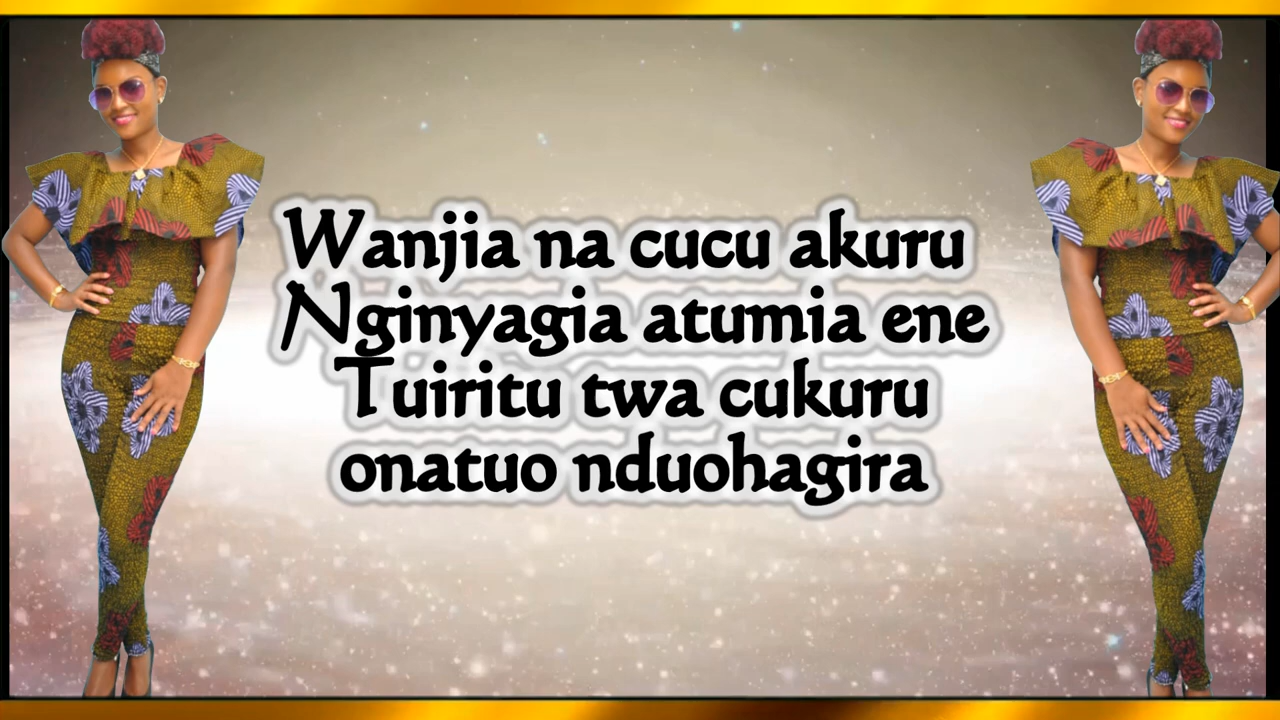 Wanjia na cucu akuru
Nginyagia atumia ene
Tuiritu twa cukuru
onatuo nduohagira